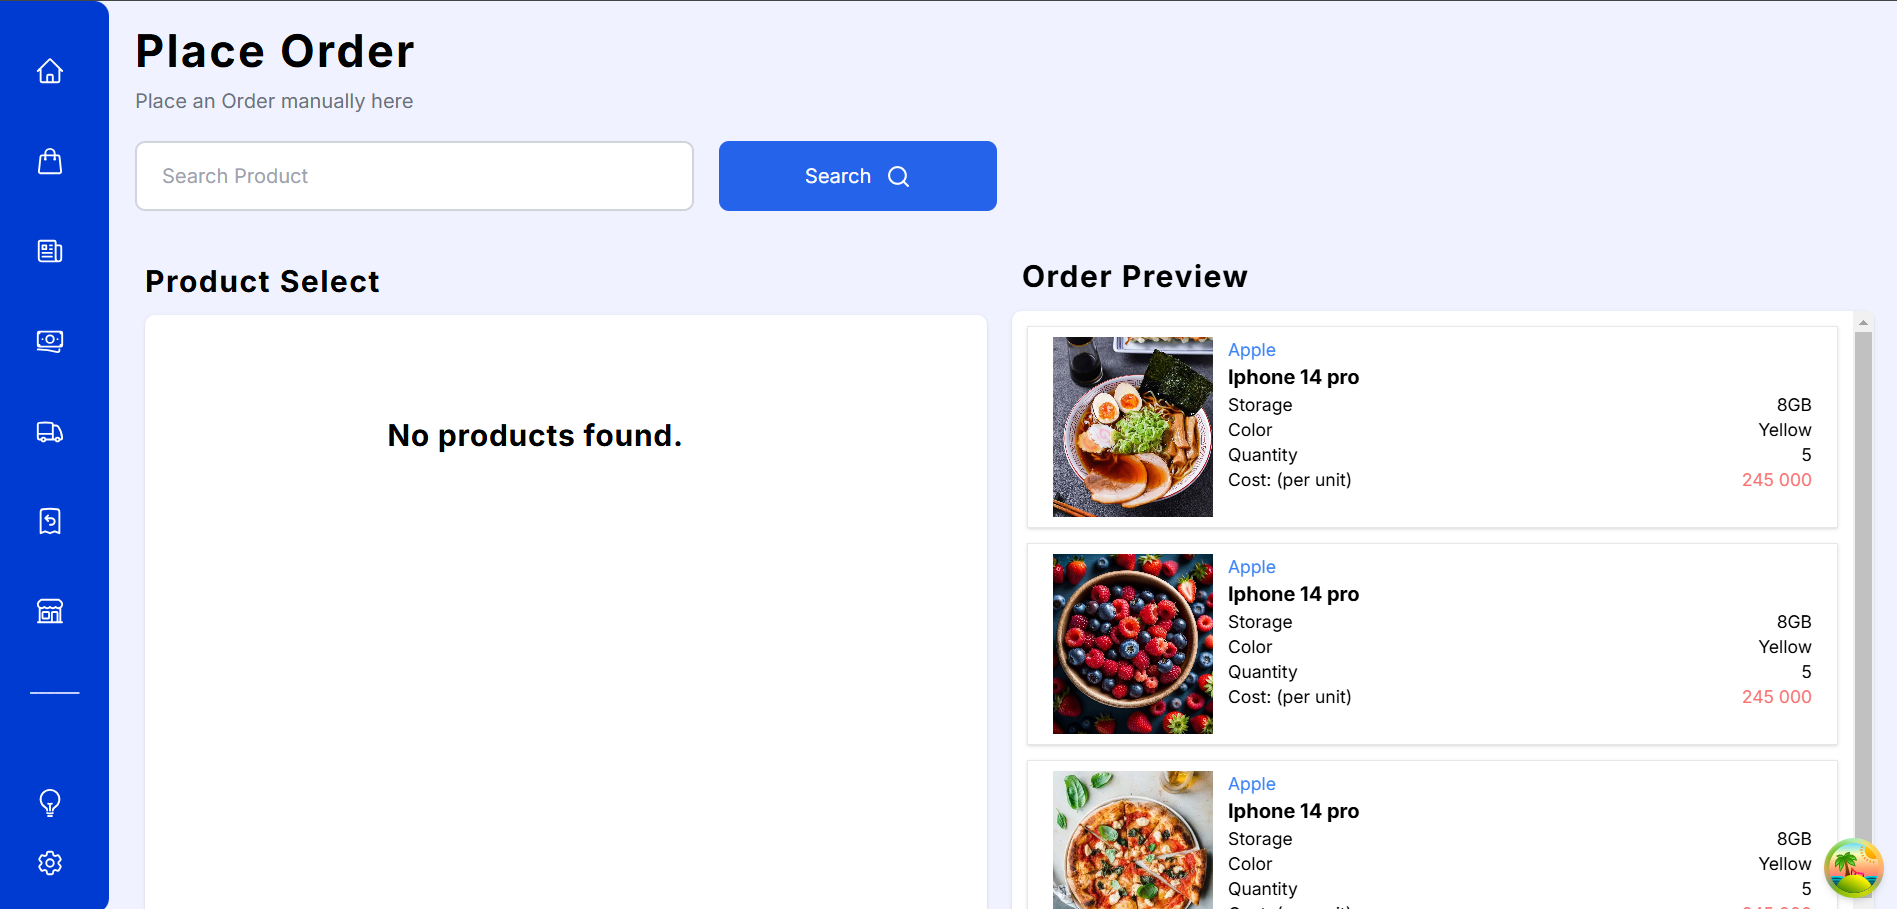 Place Order
Place an Order manually here
Search Product
Search
Product Select
No products found.
Order Preview
Apple
Iphone 14 pro
Storage 8GB
Color Yellow
Quantity 5
Cost: (per unit) 245 000
Apple
Iphone 14 pro
Storage 8GB
Color Yellow
Quantity 5
Cost: (per unit) 245 000
Apple
Iphone 14 pro
Storage 8GB
Color Yellow
Quantity 5